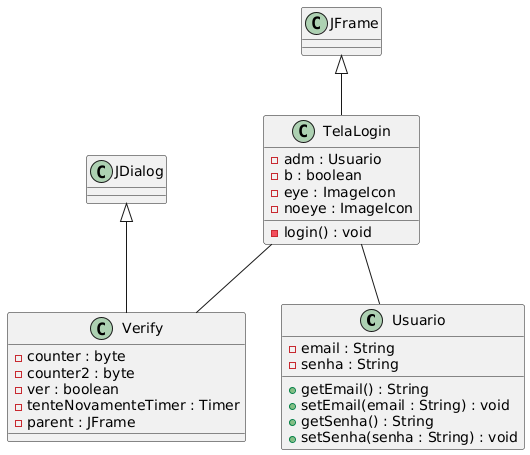 C JFrame
C TelaLogin
adm : Usuario
b : boolean
eye : ImageIcon
noeye : ImageIcon
login() : void
C JDialog
C Verify
counter : byte
counter2 : byte
ver : boolean
tenteNovamenteTimer : Timer
parent : JFrame
C Usuario
email : String
senha : String
getEmail() : String
setEmail(email : String) : void
getSenha() : String
setSenha(senha : String) : void